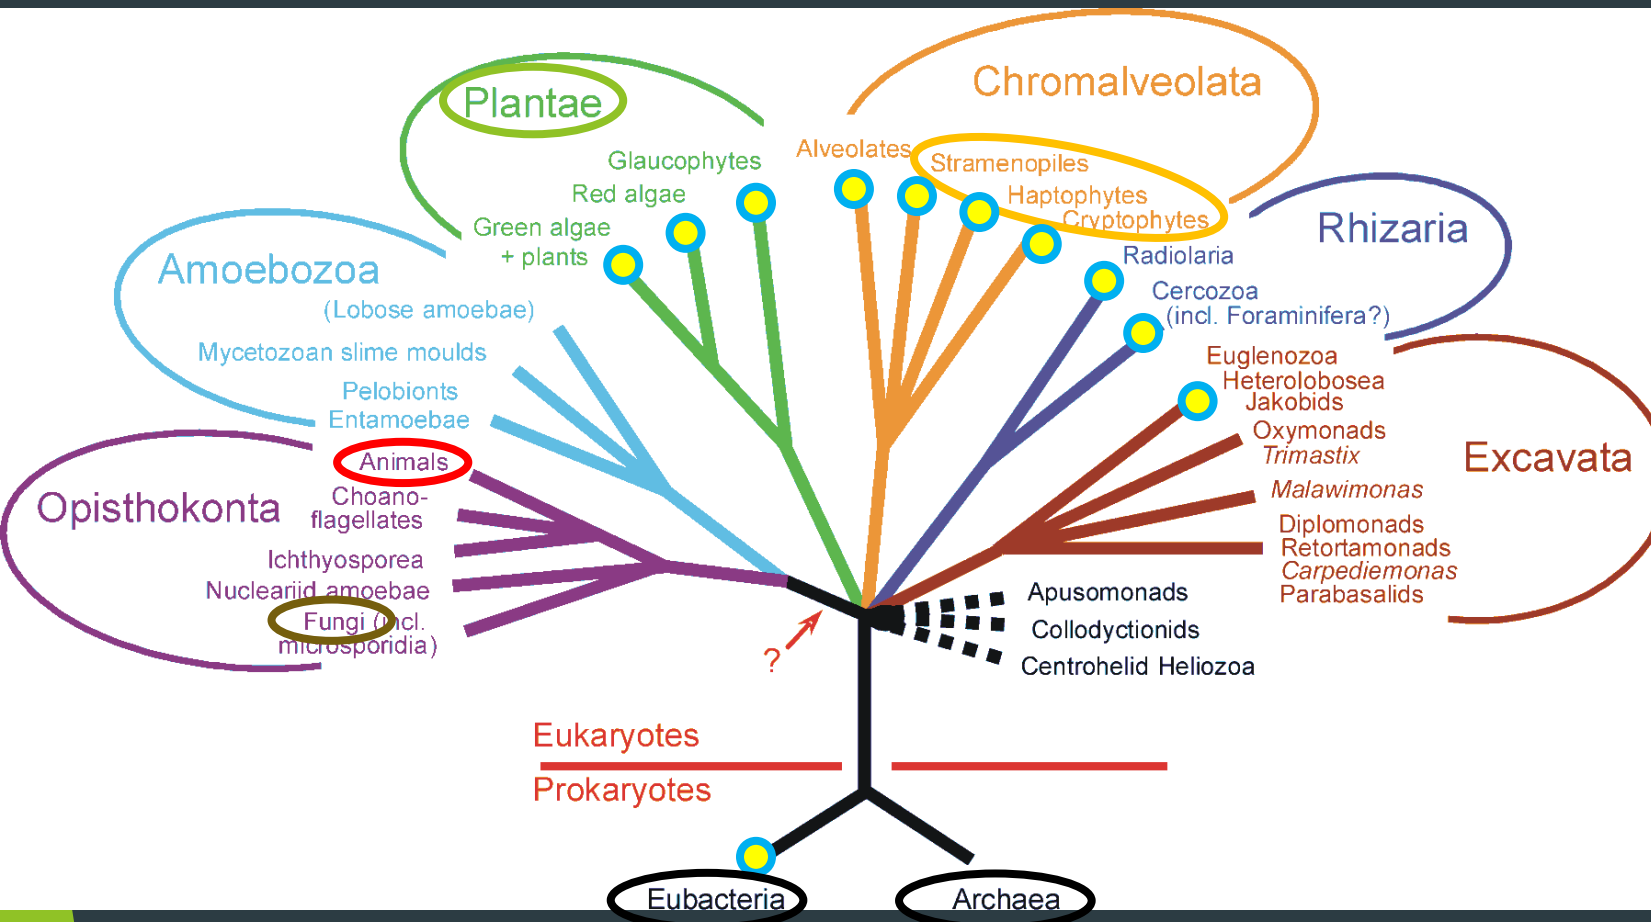 Plantae
Glaucophytes
Red algae
Green algae
+ plants
Chromalveolata
Alveolates
Stramenopiles
Haptophytes
Cryptophytes
Rhizaria
Radiolaria
Cercozoa
(incl. Foraminifera?)
Amoebozoa
(Lobose amoebae)
Mycetozoan slime moulds
Pelobionts
Entamoebae
Opisthokonta
Animals
Choano-
flagellates
Ichthyosporea
Nucleariid amoebae
Fungi (incl.
microsporidia)
Excavata
Euglenozoa
Heterolobosea
Jakobids
Oxymonads
Trimastix
Malawimonas
Diplomonads
Retortamonads
Carpediemonas
Parabasalids
Apusomonads
Collodyctionids
Centrohelid Heliozoa
?
Eukaryotes
Prokaryotes
Eubacteria
Archaea